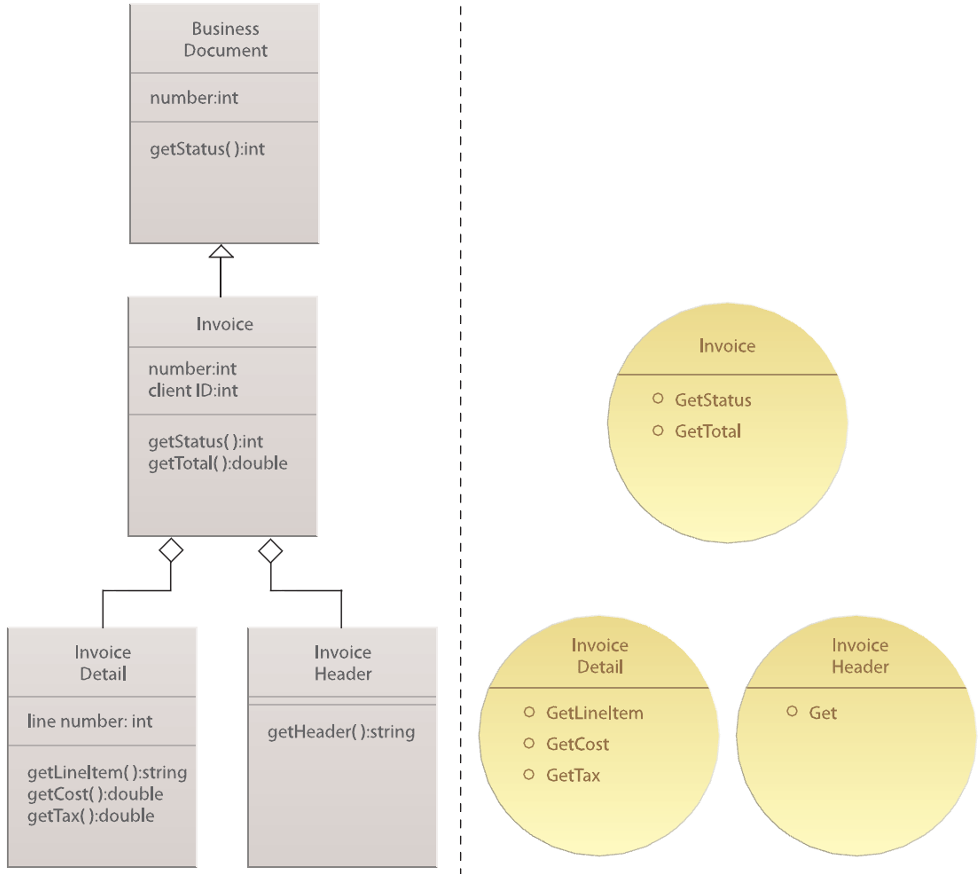 Business
Document
number:int
getStatus( ):int
Invoice
number:int
client ID:int
getStatus( ):int
getTotal( ):double
Invoice
Detail
line number: int
getLineItem( ):string
getCost( ):double
getTax( ):double
Invoice
Header
getHeader( ):string
Invoice
GetStatus
GetTotal
Invoice
Detail
GetLineItem
GetCost
GetTax
Invoice
Header
Get